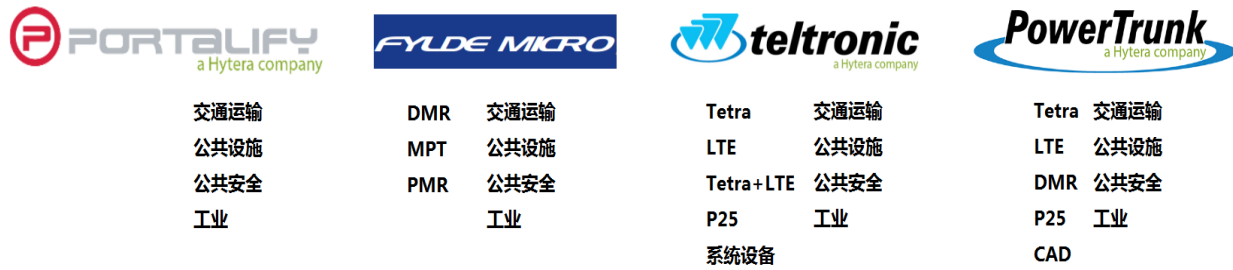 PORTALIFY
a Hytera company
FYLDE MICRO
teltronic
a Hytera company
PowerTrunk
a Hytera company
交通运输
公共设施
公共安全
工业
DMR 交通运输
MPT 公共设施
PMR 公共安全
工业
Tetra 交通运输
LTE 公共设施
Tetra+LTE 公共安全
P25 工业
系统设备
Tetra 交通运输
LTE 公共设施
DMR 公共安全
P25 工业
CAD